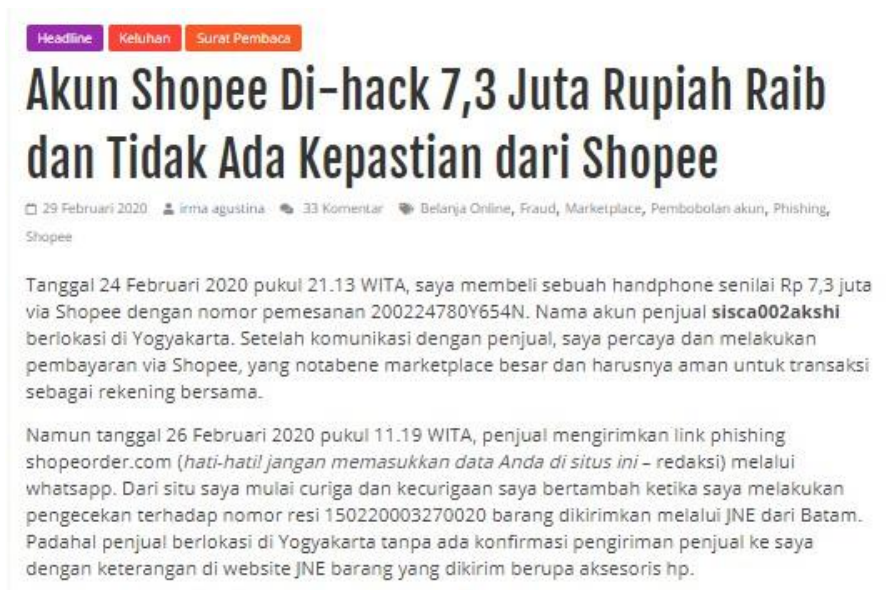 Headline Keluhan Surat Pembaca
Akun Shopee Di-hack 7,3 Juta Rupiah Raib
dan Tidak Ada Kepastian dari Shopee
29 Februari 2020 irma agustina 33 Komentar Belanja Online, Fraud, Marketplace, Pembobolan akun, Phishing,
Shopee
Tanggal 24 Februari 2020 pukul 21.13 WITA, saya membeli sebuah handphone senilai Rp 7,3 juta
via Shopee dengan nomor pemesanan 200224780Y654N. Nama akun penjual sisca002akshi
berlokasi di Yogyakarta. Setelah komunikasi dengan penjual, saya percaya dan melakukan
pembayaran via Shopee, yang notabene marketplace besar dan harusnya aman untuk transaksi
sebagai rekening bersama.
Namun tanggal 26 Februari 2020 pukul 11.19 WITA, penjual mengirimkan link phishing
shopeorder.com (hati-hati! jangan memasukkan data Anda di situs ini – redaksi) melalui
whatsapp. Dari situ saya mulai curiga dan kecurigaan saya bertambah ketika saya melakukan
pengecekan terhadap nomor resi 150220003270020 barang dikirimkan melalui JNE dari Batam.
Padahal penjual berlokasi di Yogyakarta tanpa ada konfirmasi pengiriman penjual ke saya
dengan keterangan di website JNE barang yang dikirim berupa aksesoris hp.